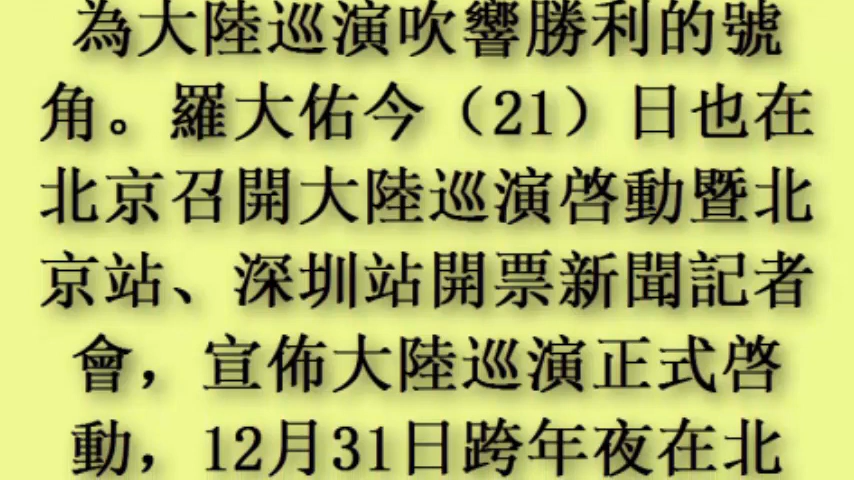 為大陸巡演吹響勝利的號
角。羅大佑今（21）日也在
北京召開大陸巡演啓動暨北
京站、深圳站開票新聞記者
會，宣佈大陸巡演正式啓
動，12月31日跨年夜在北